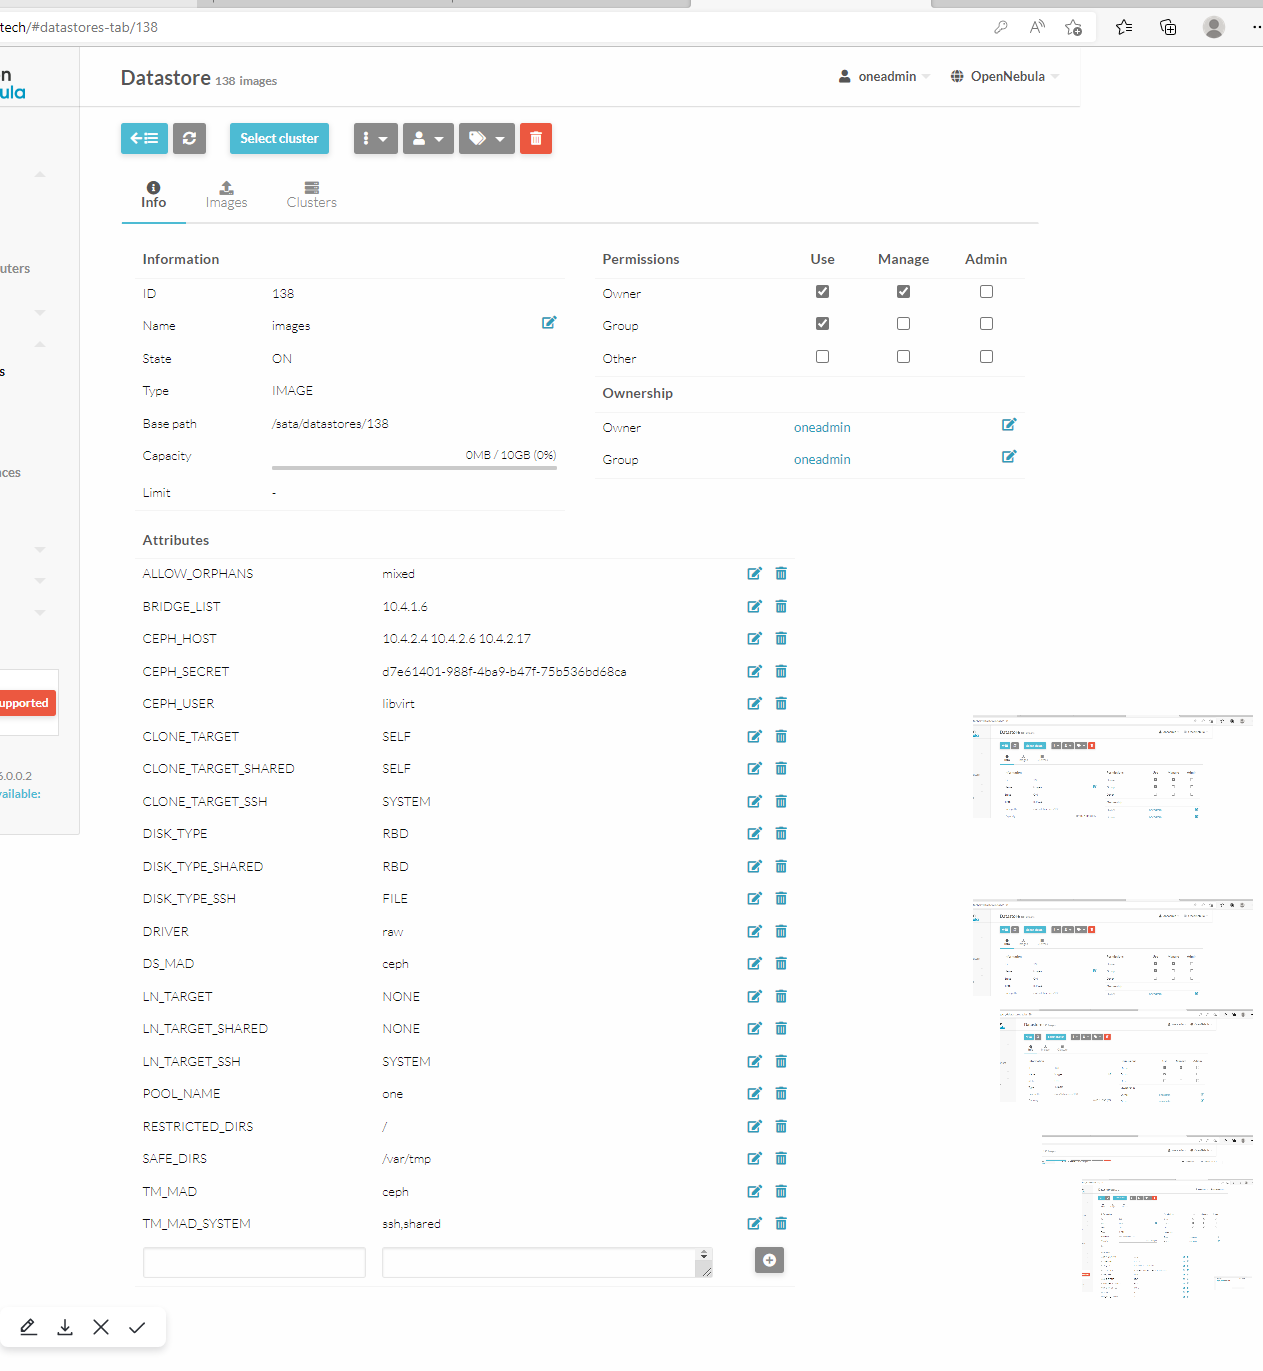 tech/#datastores-tab/138
Datastore 138 images
oneadmin
OpenNebula
Select cluster
Info
Images
Clusters
Information
ID 138
Name images
State ON
Type IMAGE
Base path /sata/datastores/138
Capacity 0MB / 10GB (0%)
Limit -
Permissions Use Manage Admin
Owner
Group
Other
Ownership
Owner oneadmin
Group oneadmin
Attributes
ALLOW_ORPHANS mixed
BRIDGE_LIST 10.4.1.6
CEPH_HOST 10.4.2.4 10.4.2.6 10.4.2.17
CEPH_SECRET d7e61401-988f-4ba9-b47f-75b536bd68ca
CEPH_USER libvirt
CLONE_TARGET SELF
CLONE_TARGET_SHARED SELF
CLONE_TARGET_SSH SYSTEM
DISK_TYPE RBD
DISK_TYPE_SHARED RBD
DISK_TYPE_SSH FILE
DRIVER raw
DS_MAD ceph
LN_TARGET NONE
LN_TARGET_SHARED NONE
LN_TARGET_SSH SYSTEM
POOL_NAME one
RESTRICTED_DIRS /
SAFE_DIRS /var/tmp
TM_MAD ceph
TM_MAD_SYSTEM ssh,shared
n
ula
uters
s
ces
upported
6.0.0.2
vailable: